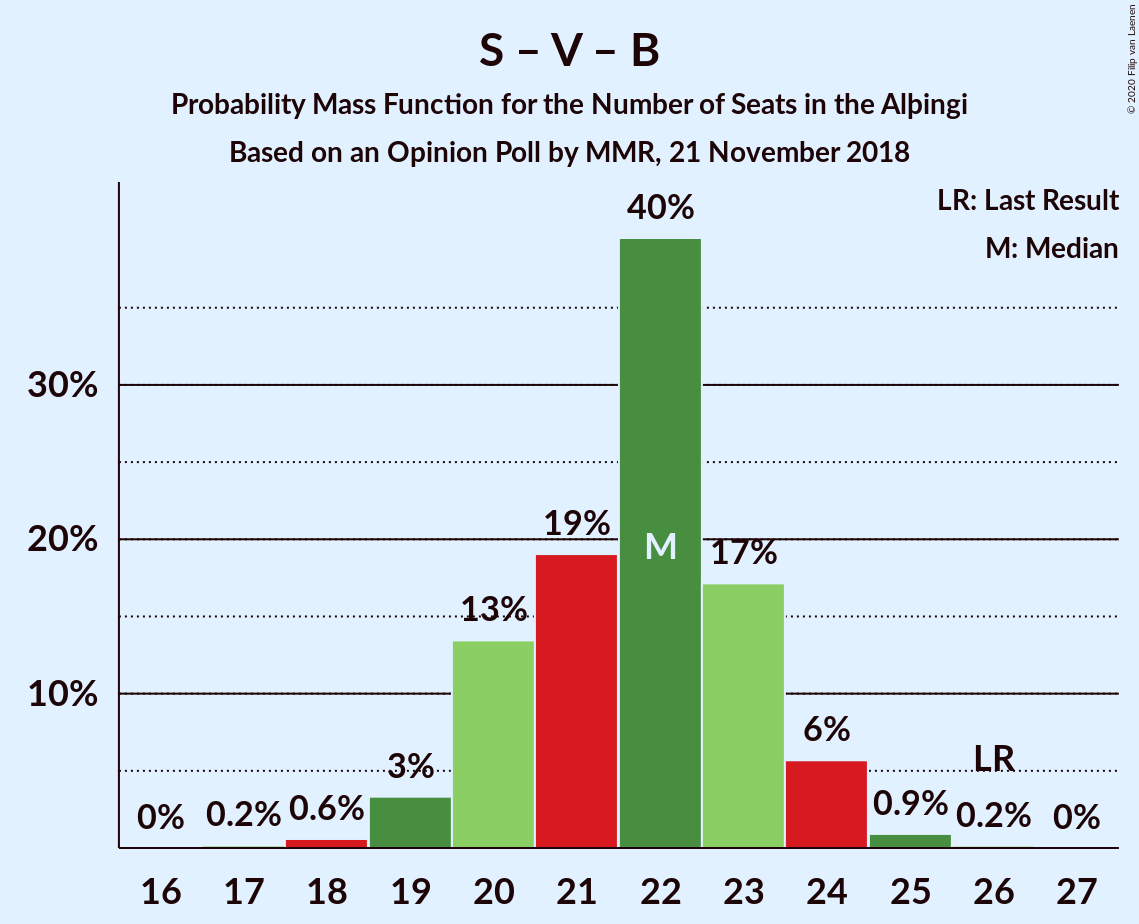 S – V – B
Probability Mass Function for the Number of Seats in the Alþingi
Based on an Opinion Poll by MMR, 21 November 2018
© 2020 Filip van Laenen
LR: Last Result
M: Median
40%
30%
20%
10%
0%
0.2%
0.6%
3%
13%
19%
M
17%
6%
0.9%
LR
0.2%
0%
16 17 18 19 20 21 22 23 24 25 26 27